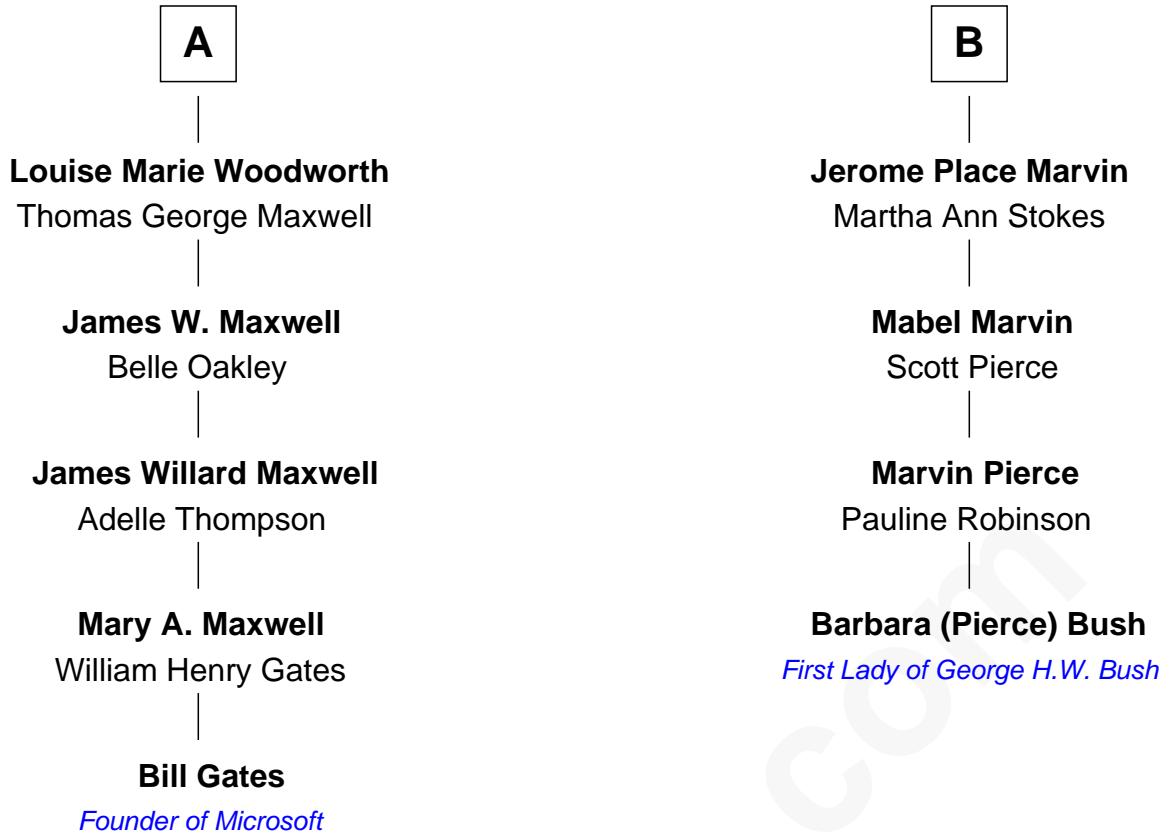 A
Louise Marie Woodworth
Thomas George Maxwell
James W. Maxwell
Belle Oakley
James Willard Maxwell
Adelle Thompson
Mary A. Maxwell
William Henry Gates
Bill Gates
Founder of Microsoft
B
Jerome Place Marvin
Martha Ann Stokes
Mabel Marvin
Scott Pierce
Marvin Pierce
Pauline Robinson
Barbara (Pierce) Bush
First Lady of George H.W. Bush
com